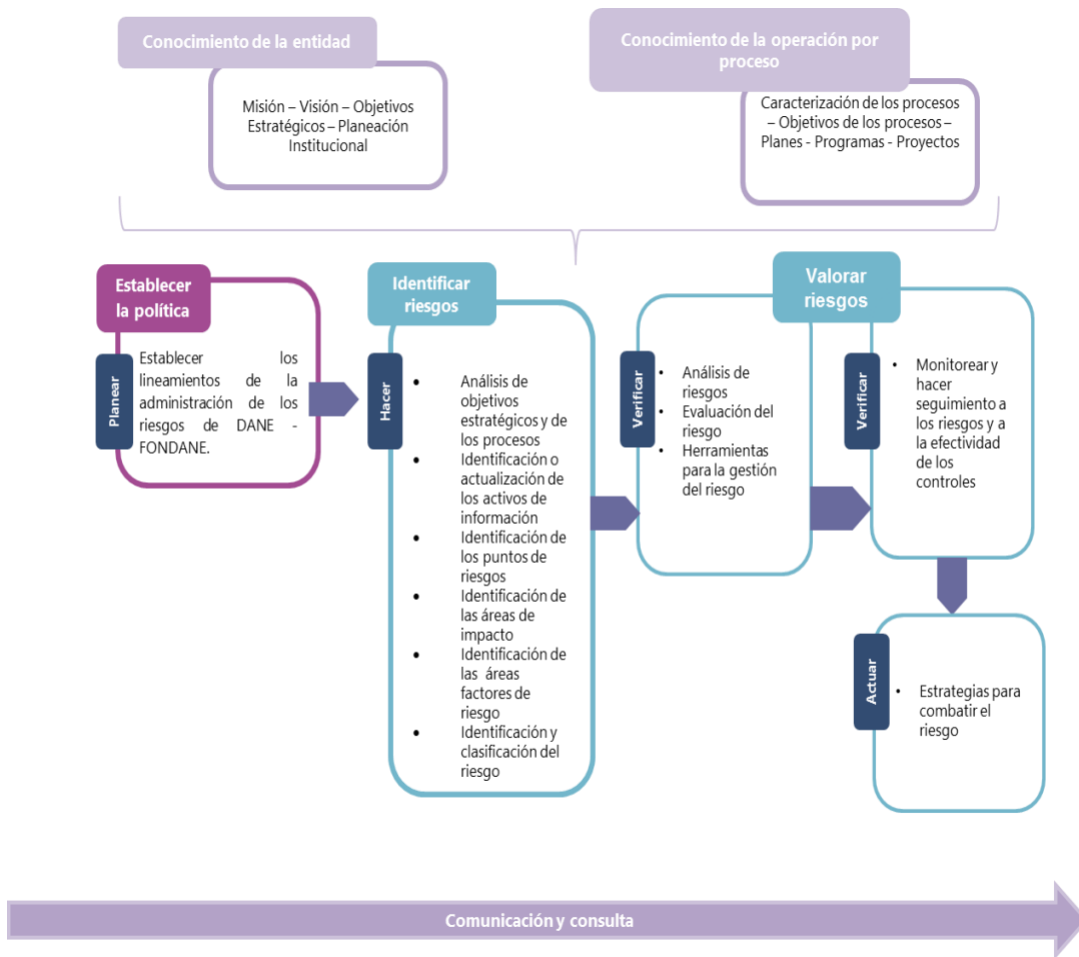 Conocimiento de la entidad
Misión – Visión – Objetivos
Estratégicos – Planeación
Institucional
Conocimiento de la operación por
proceso
Caracterización de los procesos
– Objetivos de los procesos –
Planes - Programas - Proyectos
Establecer
la política
Planear
Establecer los
lineamientos de la
administración de los
riesgos de DANE -
FONDANE.
Identificar
riesgos
Hacer
• Análisis de
objetivos
estratégicos y de
los procesos
• Identificación o
actualización de
los activos de
información
• Identificación de
los puntos de
riesgos
• Identificación de
las áreas de
impacto
• Identificación de
las áreas
factores de
riesgo
• Identificación y
clasificación del
riesgo
Valorar
riesgos
Verificar
• Análisis de
riesgos
• Evaluación del
riesgo
• Herramientas
para la gestión
del riesgo
Verificar
• Monitorear y
hacer
seguimiento a
los riesgos y a
la efectividad
de los
controles
Actuar
• Estrategias para
combatir el
riesgo
Comunicación y consulta